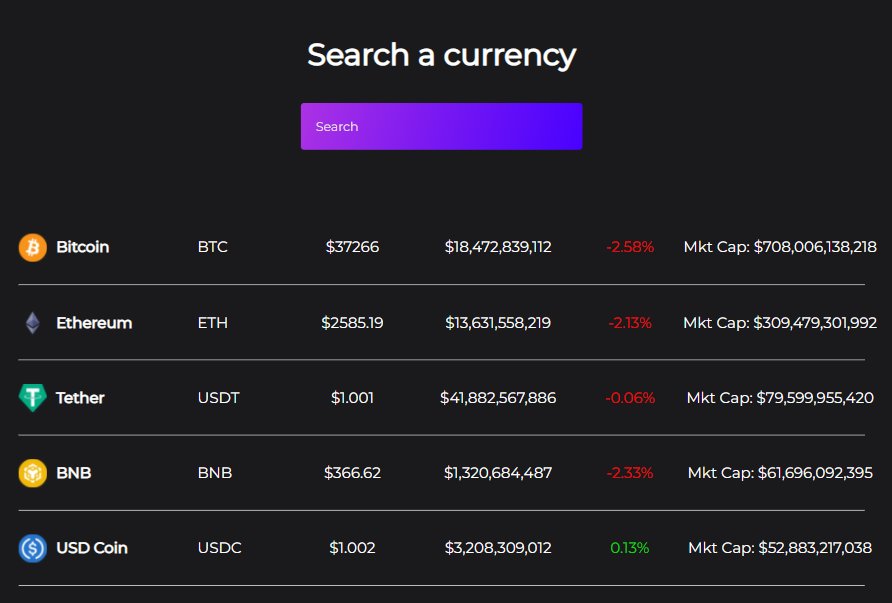 Search a currency
Search
Bitcoin BTC $37266 $18,472,839,112 -2.58% Mkt Cap: $708,006,138,218
Ethereum ETH $2585.19 $13,631,558,219 -2.13% Mkt Cap: $309,479,301,992
Tether USDT $1.001 $41,882,567,886 -0.06% Mkt Cap: $79,599,955,420
BNB BNB $366.62 $1,320,684,487 -2.33% Mkt Cap: $61,696,092,395
USD Coin USDC $1.002 $3,208,309,012 0.13% Mkt Cap: $52,883,217,038